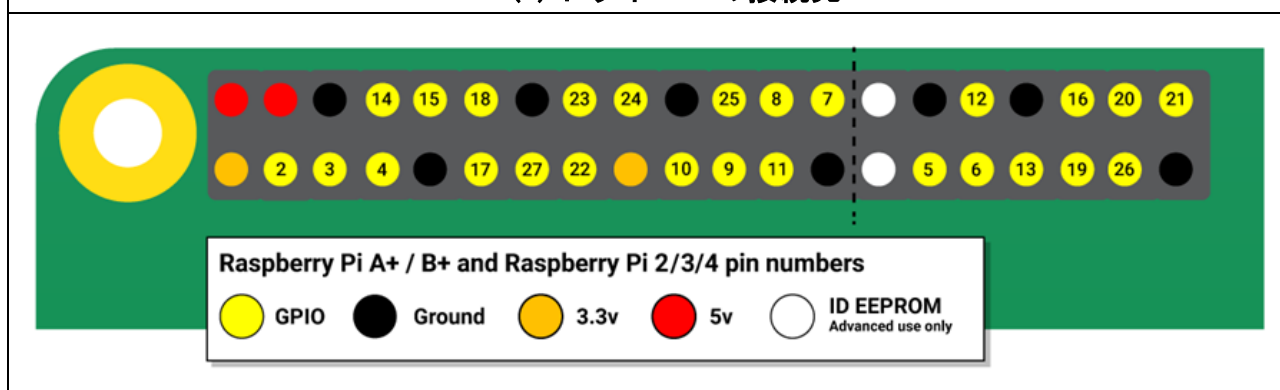 14 15 18 23 24 25 8 7 12 16 20 21
2 3 4 17 27 22 10 9 11 5 6 13 19 26
Raspberry Pi A+ / B+ and Raspberry Pi 2/3/4 pin numbers
GPIO Ground 3.3v 5v ID EEPROM
Advanced use only